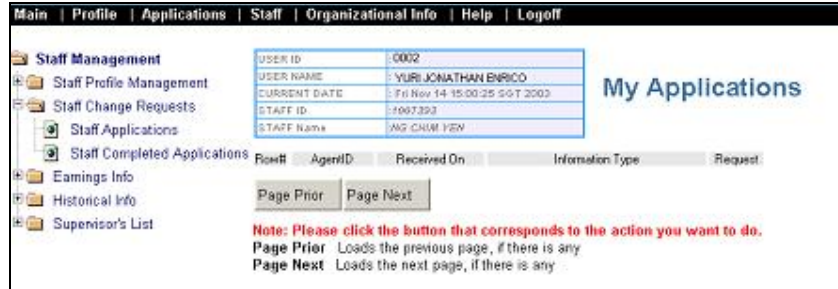 Main | Profile | Applications | Staff | Organizational Info | Help | Logoff
Staff Management
Staff Profile Management
Staff Change Requests
Staff Applications
Staff Completed Applications
Earnings Info
Historical Info
Supervisor's List
USER ID : 0002
USER NAME : YURI JONATHAN ENRICO
CURRENT DATE : Fri Nov 14 15:00:25 SGT 2003
STAFF ID :1007393
STAFF Name :NG CHUI YEN
My Applications
Row# AgentID Received On Information Type Request
Page Prior Page Next
Note: Please click the button that corresponds to the action you want to do.
Page Prior Loads the previous page, if there is any
Page Next Loads the next page, if there is any